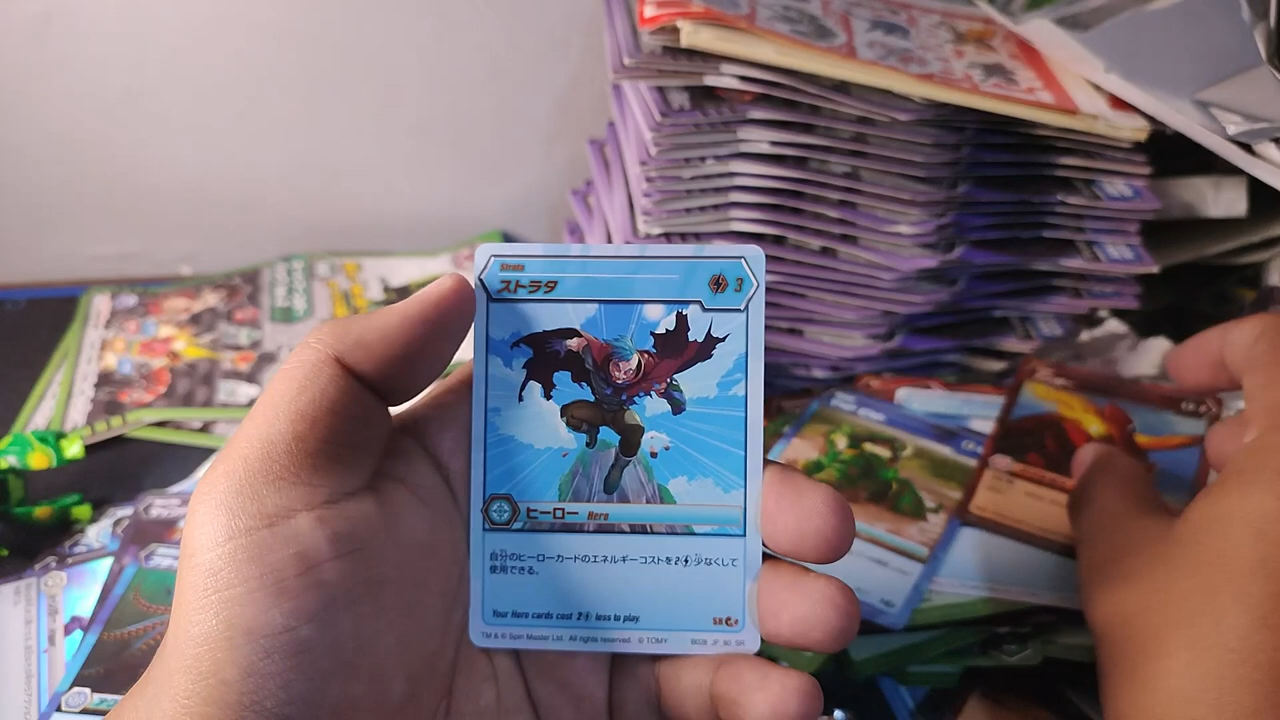 Strata
ストラタ
3
ヒーロー Hero
自分のヒーローカードのエネルギーコストを2少なくして
使用できる。
Your Hero cards cost 2 less to play.
SR
TM & © Spin Master Ltd. All rights reserved. © TOMY